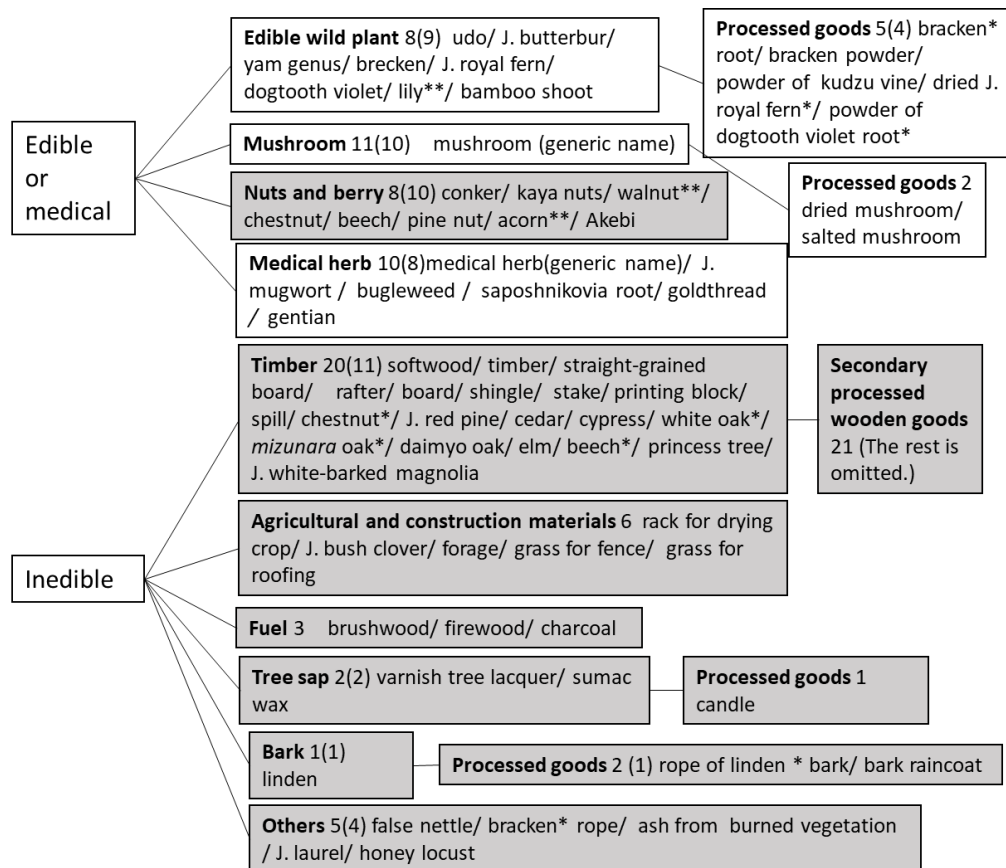 Edible wild plant 8(9) udo/ J. butterbur/
yam genus/ brecken/ J. royal fern/
dogtooth violet/ lily**/ bamboo shoot
Processed goods 5(4) bracken*
root/ bracken powder/
powder of kudzu vine/ dried J.
royal fern*/ powder of
dogtooth violet root*
Edible
or
medical
Mushroom 11(10) mushroom (generic name)
Processed goods 2
dried mushroom/
salted mushroom
Nuts and berry 8(10) conker/ kaya nuts/ walnut**/
chestnut/ beech/ pine nut/ acorn**/ Akebi
Medical herb 10(8)medical herb(generic name)/ J.
mugwort / bugleweed / saposhnikovia root/ goldthread
/ gentian
Timber 20(11) softwood/ timber/ straight-grained
board/ rafter/ board/ shingle/ stake/ printing block/
spill/ chestnut*/ J. red pine/ cedar/ cypress/ white oak*/
mizunara oak*/ daimyo oak/ elm/ beech*/ princess tree/
J. white-barked magnolia
Secondary
processed
wooden goods
21 (The rest is
omitted.)
Inedible
Agricultural and construction materials 6 rack for drying
crop/ J. bush clover/ forage/ grass for fence/ grass for
roofing
Fuel 3 brushwood/ firewood/ charcoal
Tree sap 2(2) varnish tree lacquer/ sumac
wax
Processed goods 1
candle
Bark 1(1)
linden
Processed goods 2 (1) rope of linden * bark/ bark raincoat
Others 5(4) false nettle/ bracken* rope/ ash from burned vegetation
/ J. laurel/ honey locust